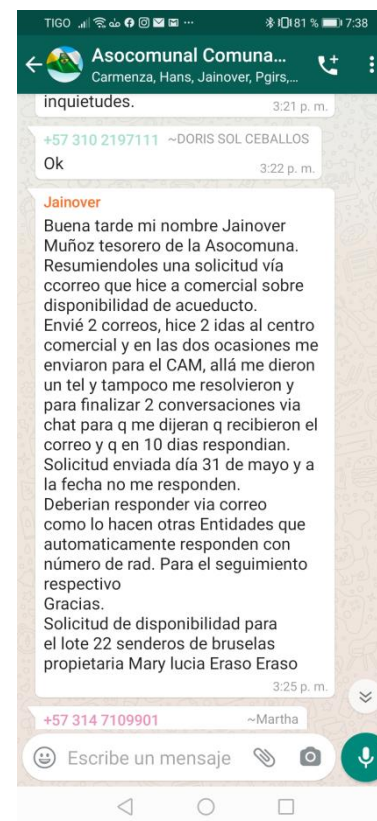 TIGO 81 % 7:38
Asocomunal Comuna...
Carmenza, Hans, Jainover, Pgirs,...
inquietudes.
3:21 p. m.
+57 310 2197111 ~DORIS SOL CEBALLOS
Ok
3:22 p. m.
Jainover
Buena tarde mi nombre Jainover
Muñoz tesorero de la Asocomuna.
Resumiendoles una solicitud vía
ccorreo que hice a comercial sobre
disponibilidad de acueducto.
Envié 2 correos, hice 2 idas al centro
comercial y en las dos ocasiones me
enviaron para el CAM, allá me dieron
un tel y tampoco me resolvieron y
para finalizar 2 conversaciones via
chat para q me dijeran q recibieron el
correo y q en 10 dias respondian.
Solicitud enviada día 31 de mayo y a
la fecha no me responden.
Deberian responder via correo
como lo hacen otras Entidades que
automaticamente responden con
número de rad. Para el seguimiento
respectivo
Gracias.
Solicitud de disponibilidad para
el lote 22 senderos de bruselas
propietaria Mary lucia Eraso Eraso
3:25 p. m.
+57 314 7109901 ~Martha
Escribe un mensaje